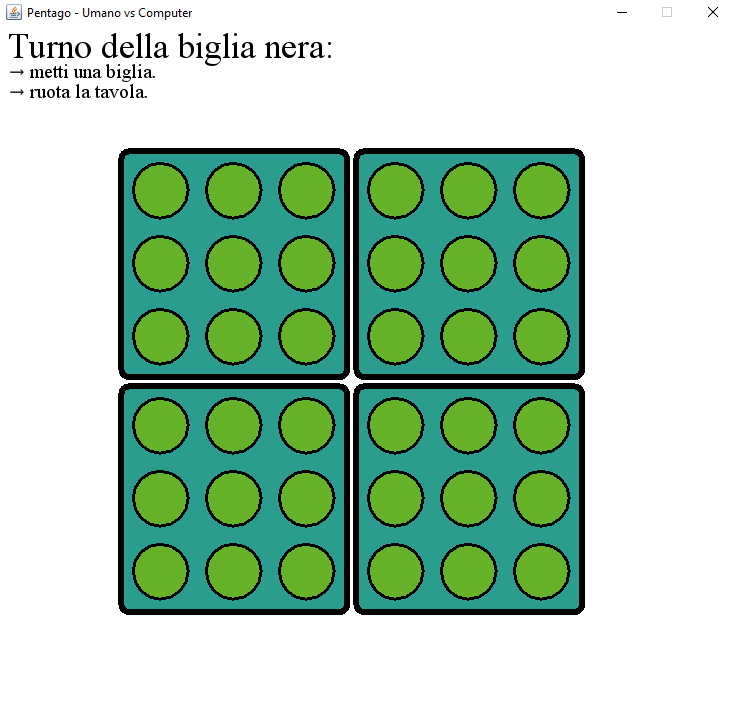 Pentago - Umano vs Computer
Turno della biglia nera:
→ metti una biglia.
→ ruota la tavola.